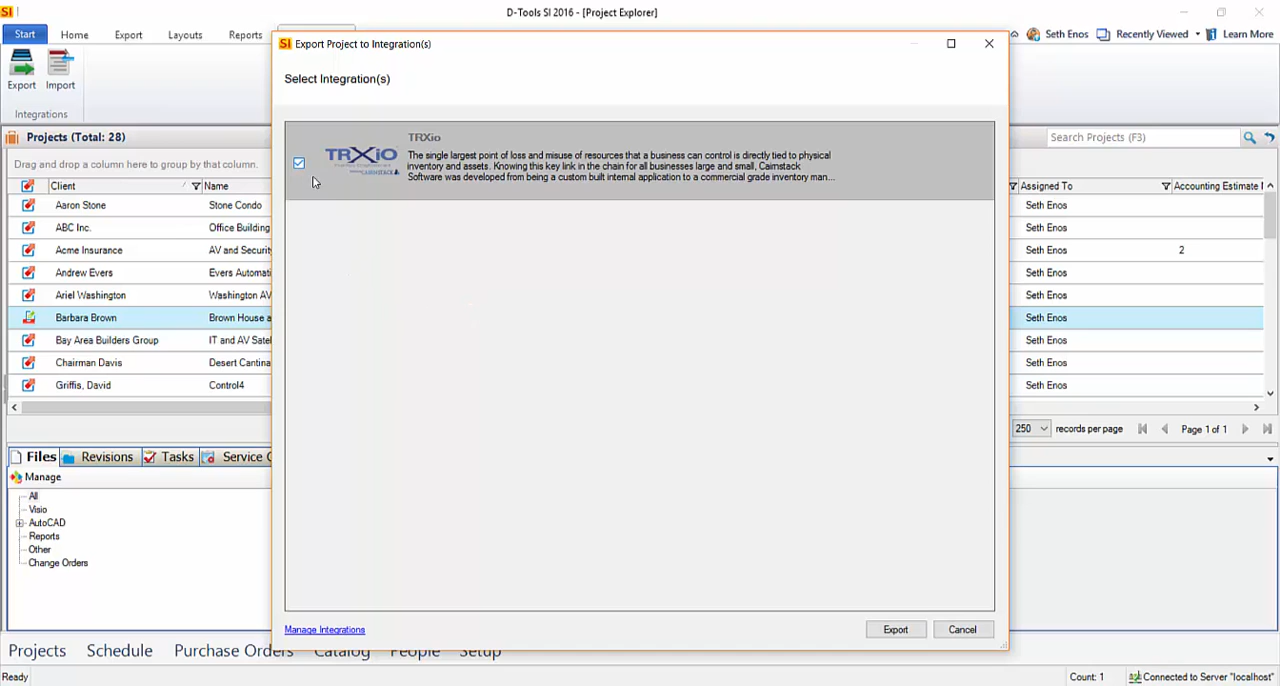 SI
D-Tools SI 2016 - [Project Explorer]
Start
Home
Export
Layouts
Reports
Seth Enos
Recently Viewed
Learn More
Export
Import
Integrations
SI Export Project to Integration(s)
Select Integration(s)
TRXiO
TRXio
The single largest point of loss and misuse of resources that a business can control is directly tied to physical
inventory and assets. Knowing this key link in the chain for all businesses large and small, Cairnstack
Software was developed from being a custom built internal application to a commercial grade inventory man...
Projects (Total: 28)
Search Projects (F3)
Drag and drop a column here to group by that column.
Client Name Assigned To Accounting Estimate
Aaron Stone Stone Condo Seth Enos
ABC Inc. Office Building Seth Enos
Acme Insurance AV and Security Seth Enos 2
Andrew Evers Evers Automati Seth Enos
Ariel Washington Washington AV Seth Enos
Barbara Brown Brown House a Seth Enos
Bay Area Builders Group IT and AV Satel Seth Enos
Chairman Davis Desert Cantina Seth Enos
Griffis, David Control4 Seth Enos
250 records per page Page 1 of 1
Files Revisions Tasks Service C
Manage
All
Visio
AutoCAD
Reports
Other
Change Orders
Manage Integrations
Export
Cancel
Projects Schedule Purchase Orders Catalog People Setup
Ready
Count: 1
Connected to Server "localhost"